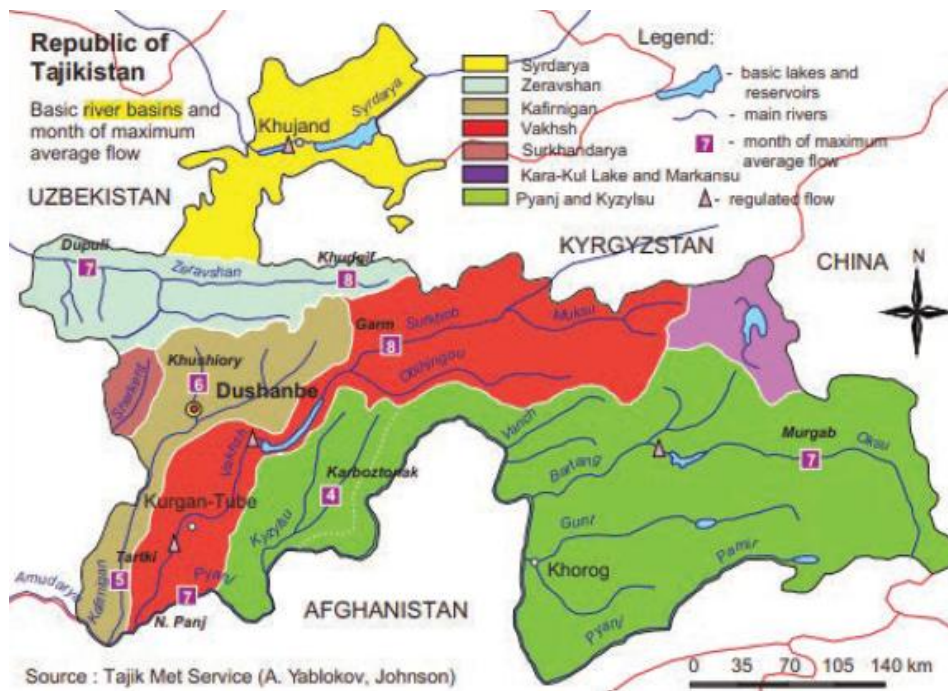 Republic of
Tajikistan
Basic river basins and
month of maximum
average flow
Syrdarya
Zeravshan
Kafirnigan
Vakhsh
Surkhandarya
Kara-Kul Lake and Markansu
Pyanj and Kyzylsu
Legend:
- basic lakes and
reservoirs
- main rivers
7
- month of maximum
average flow
- regulated flow
Syrdarya
Khujand
UZBEKISTAN
KYRGYZSTAN
CHINA
N
Dupuli
7
Zeravshan
8
Garm
8
Surkhob
Muksu
Obihingou
Khushiory
6
Dushanbe
Vakhsh
Vanch
Bartang
Murgab
7
Oksu
Karboztonak
4
Kurgan-Tube
Kyzylsu
Gunt
Pamir
Khorog
Tartki
5
Kafirnigan
Amudarya
Pyanj
7
N. Panj
AFGHANISTAN
Pyanj
Source : Tajik Met Service (A. Yablokov, Johnson)
0 35 70 105 140 km